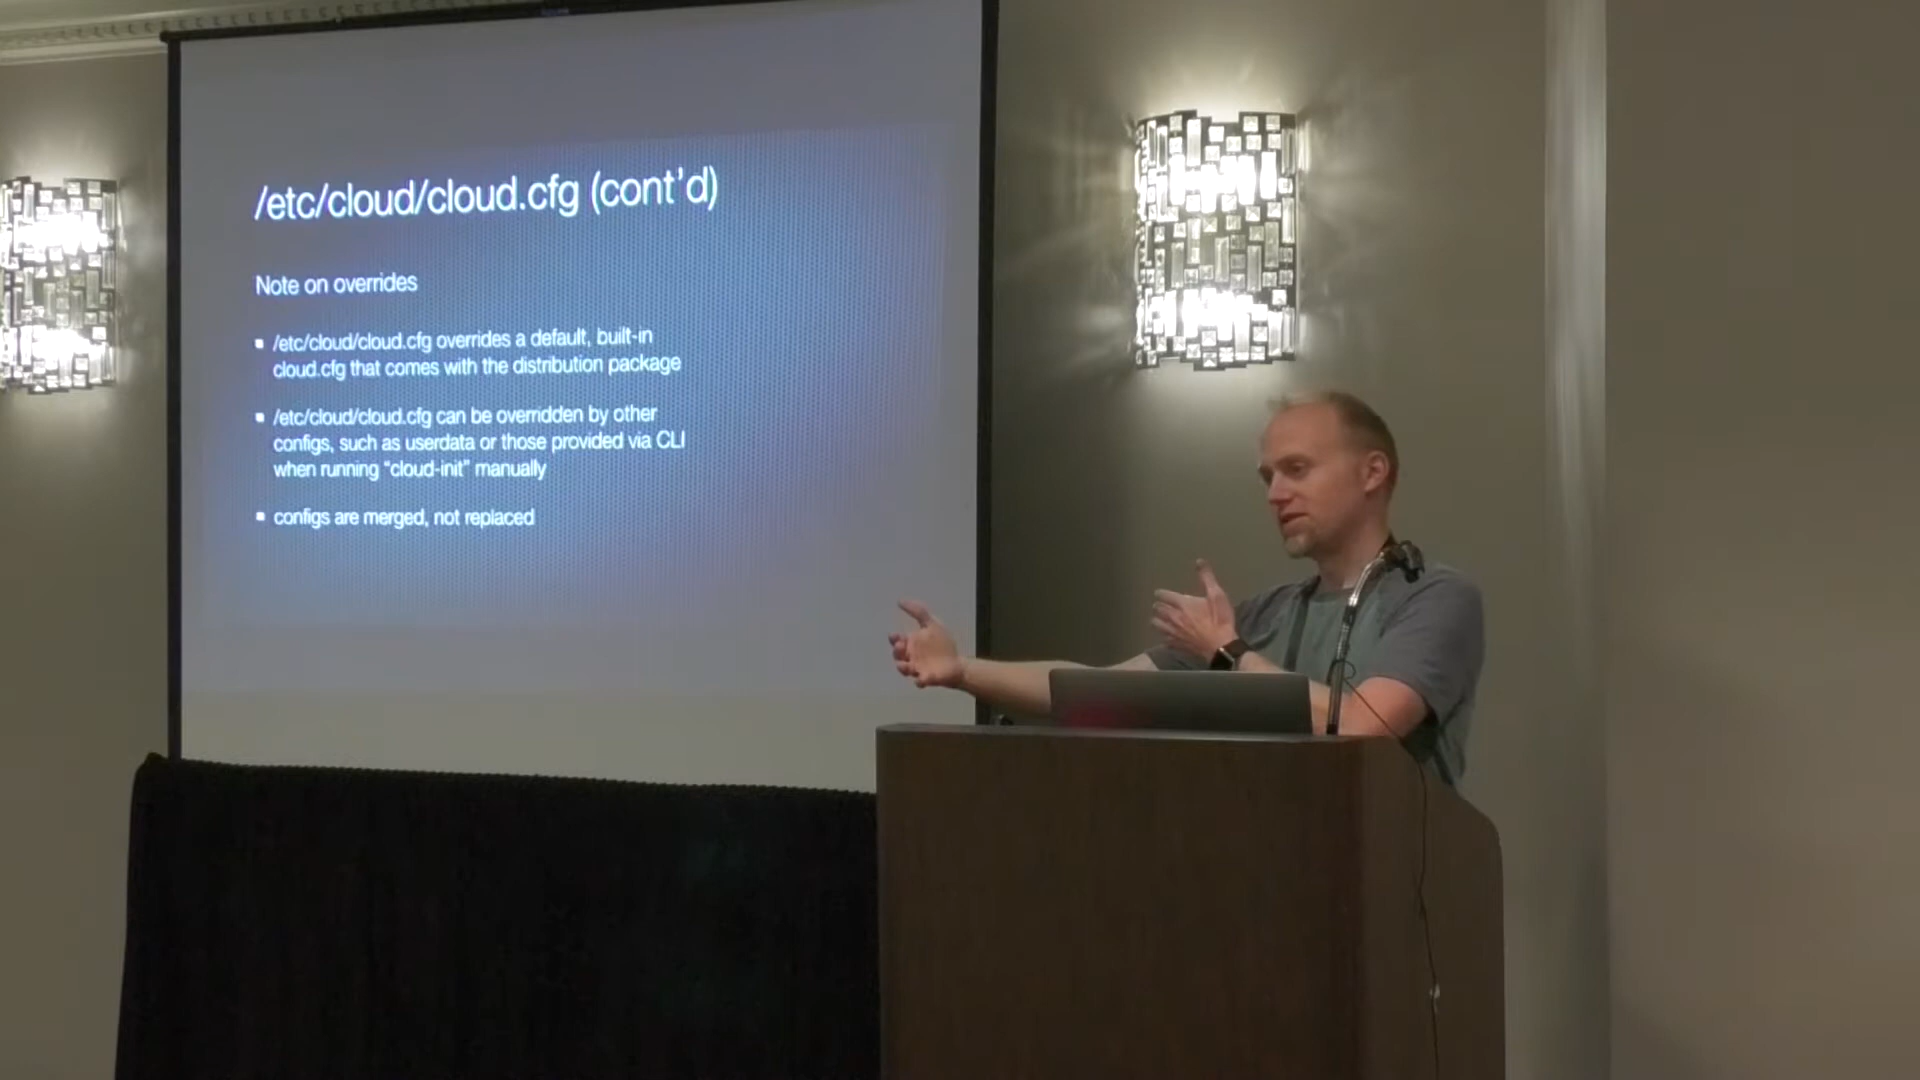 /etc/cloud/cloud.cfg (cont’d)
Note on overrides
▪ /etc/cloud/cloud.cfg overrides a default, built-in
cloud.cfg that comes with the distribution package
▪ /etc/cloud/cloud.cfg can be overridden by other
configs, such as userdata or those provided via CLI
when running “cloud-init” manually
▪ configs are merged, not replaced